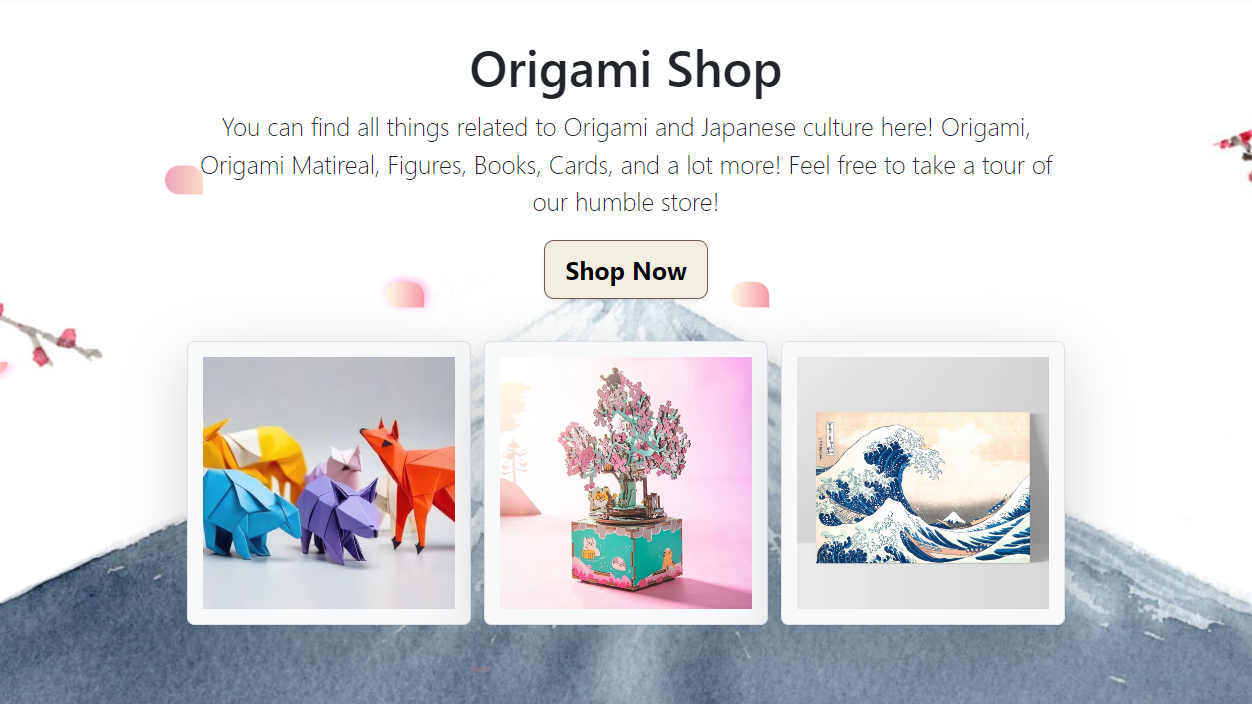 Origami Shop
You can find all things related to Origami and Japanese culture here! Origami,
Origami Matireal, Figures, Books, Cards, and a lot more! Feel free to take a tour of
our humble store!
Shop Now